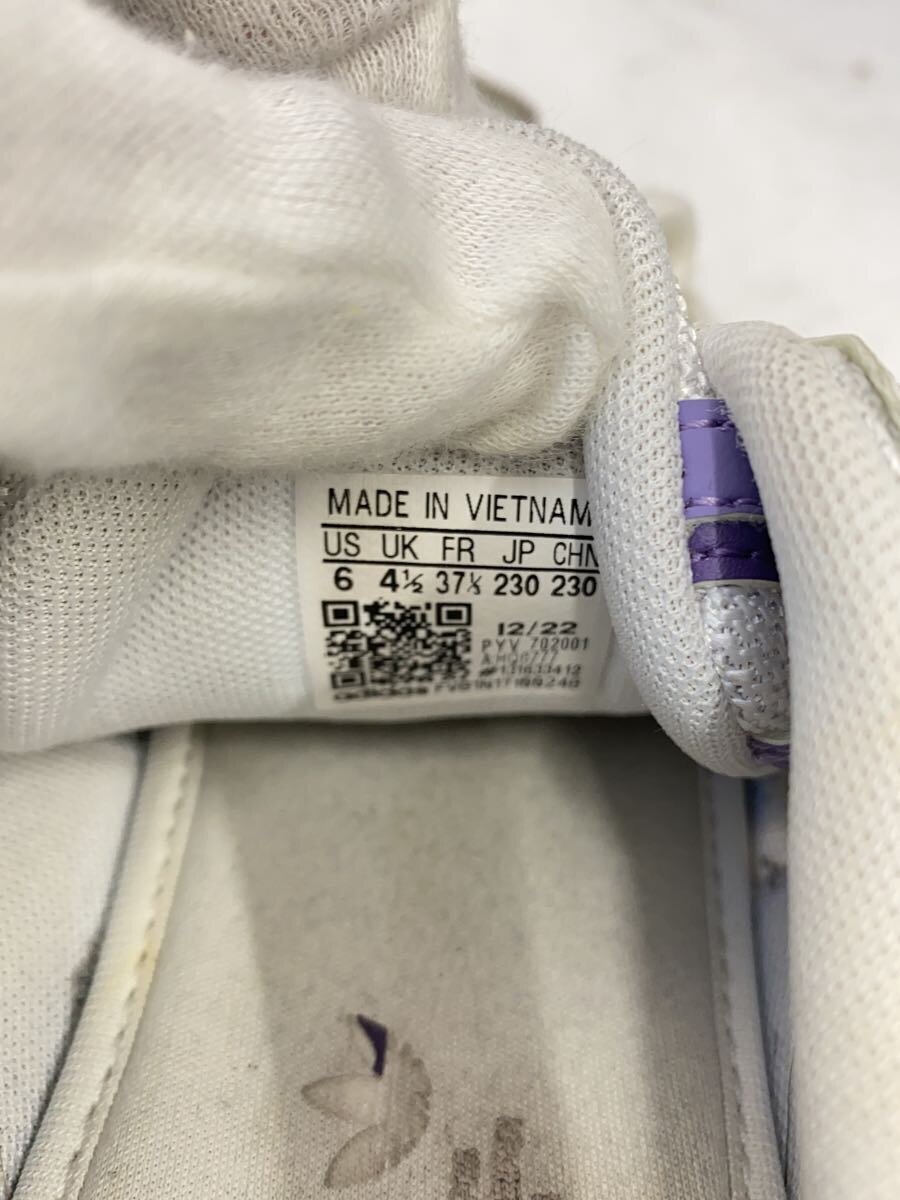 MADE IN VIETNAM
US UK FR JP CHN
6 4½ 37⅓ 230 230
12/22
PYV 702001
adidas